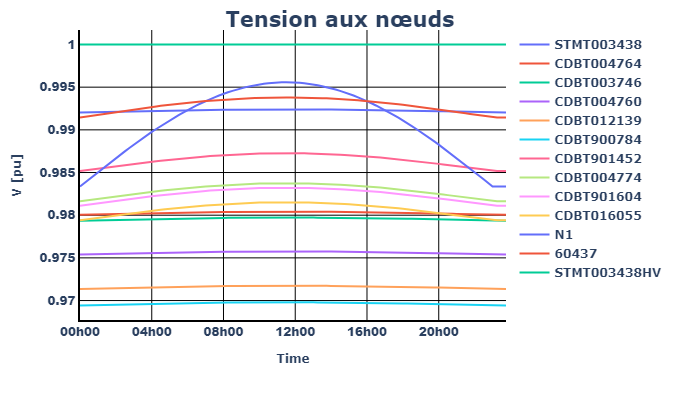 Tension aux nœuds
1
0.995
0.99
0.985
0.98
0.975
0.97
V [pu]
00h00 04h00 08h00 12h00 16h00 20h00
Time
STMT003438
CDBT004764
CDBT003746
CDBT004760
CDBT012139
CDBT900784
CDBT901452
CDBT004774
CDBT901604
CDBT016055
N1
60437
STMT003438HV